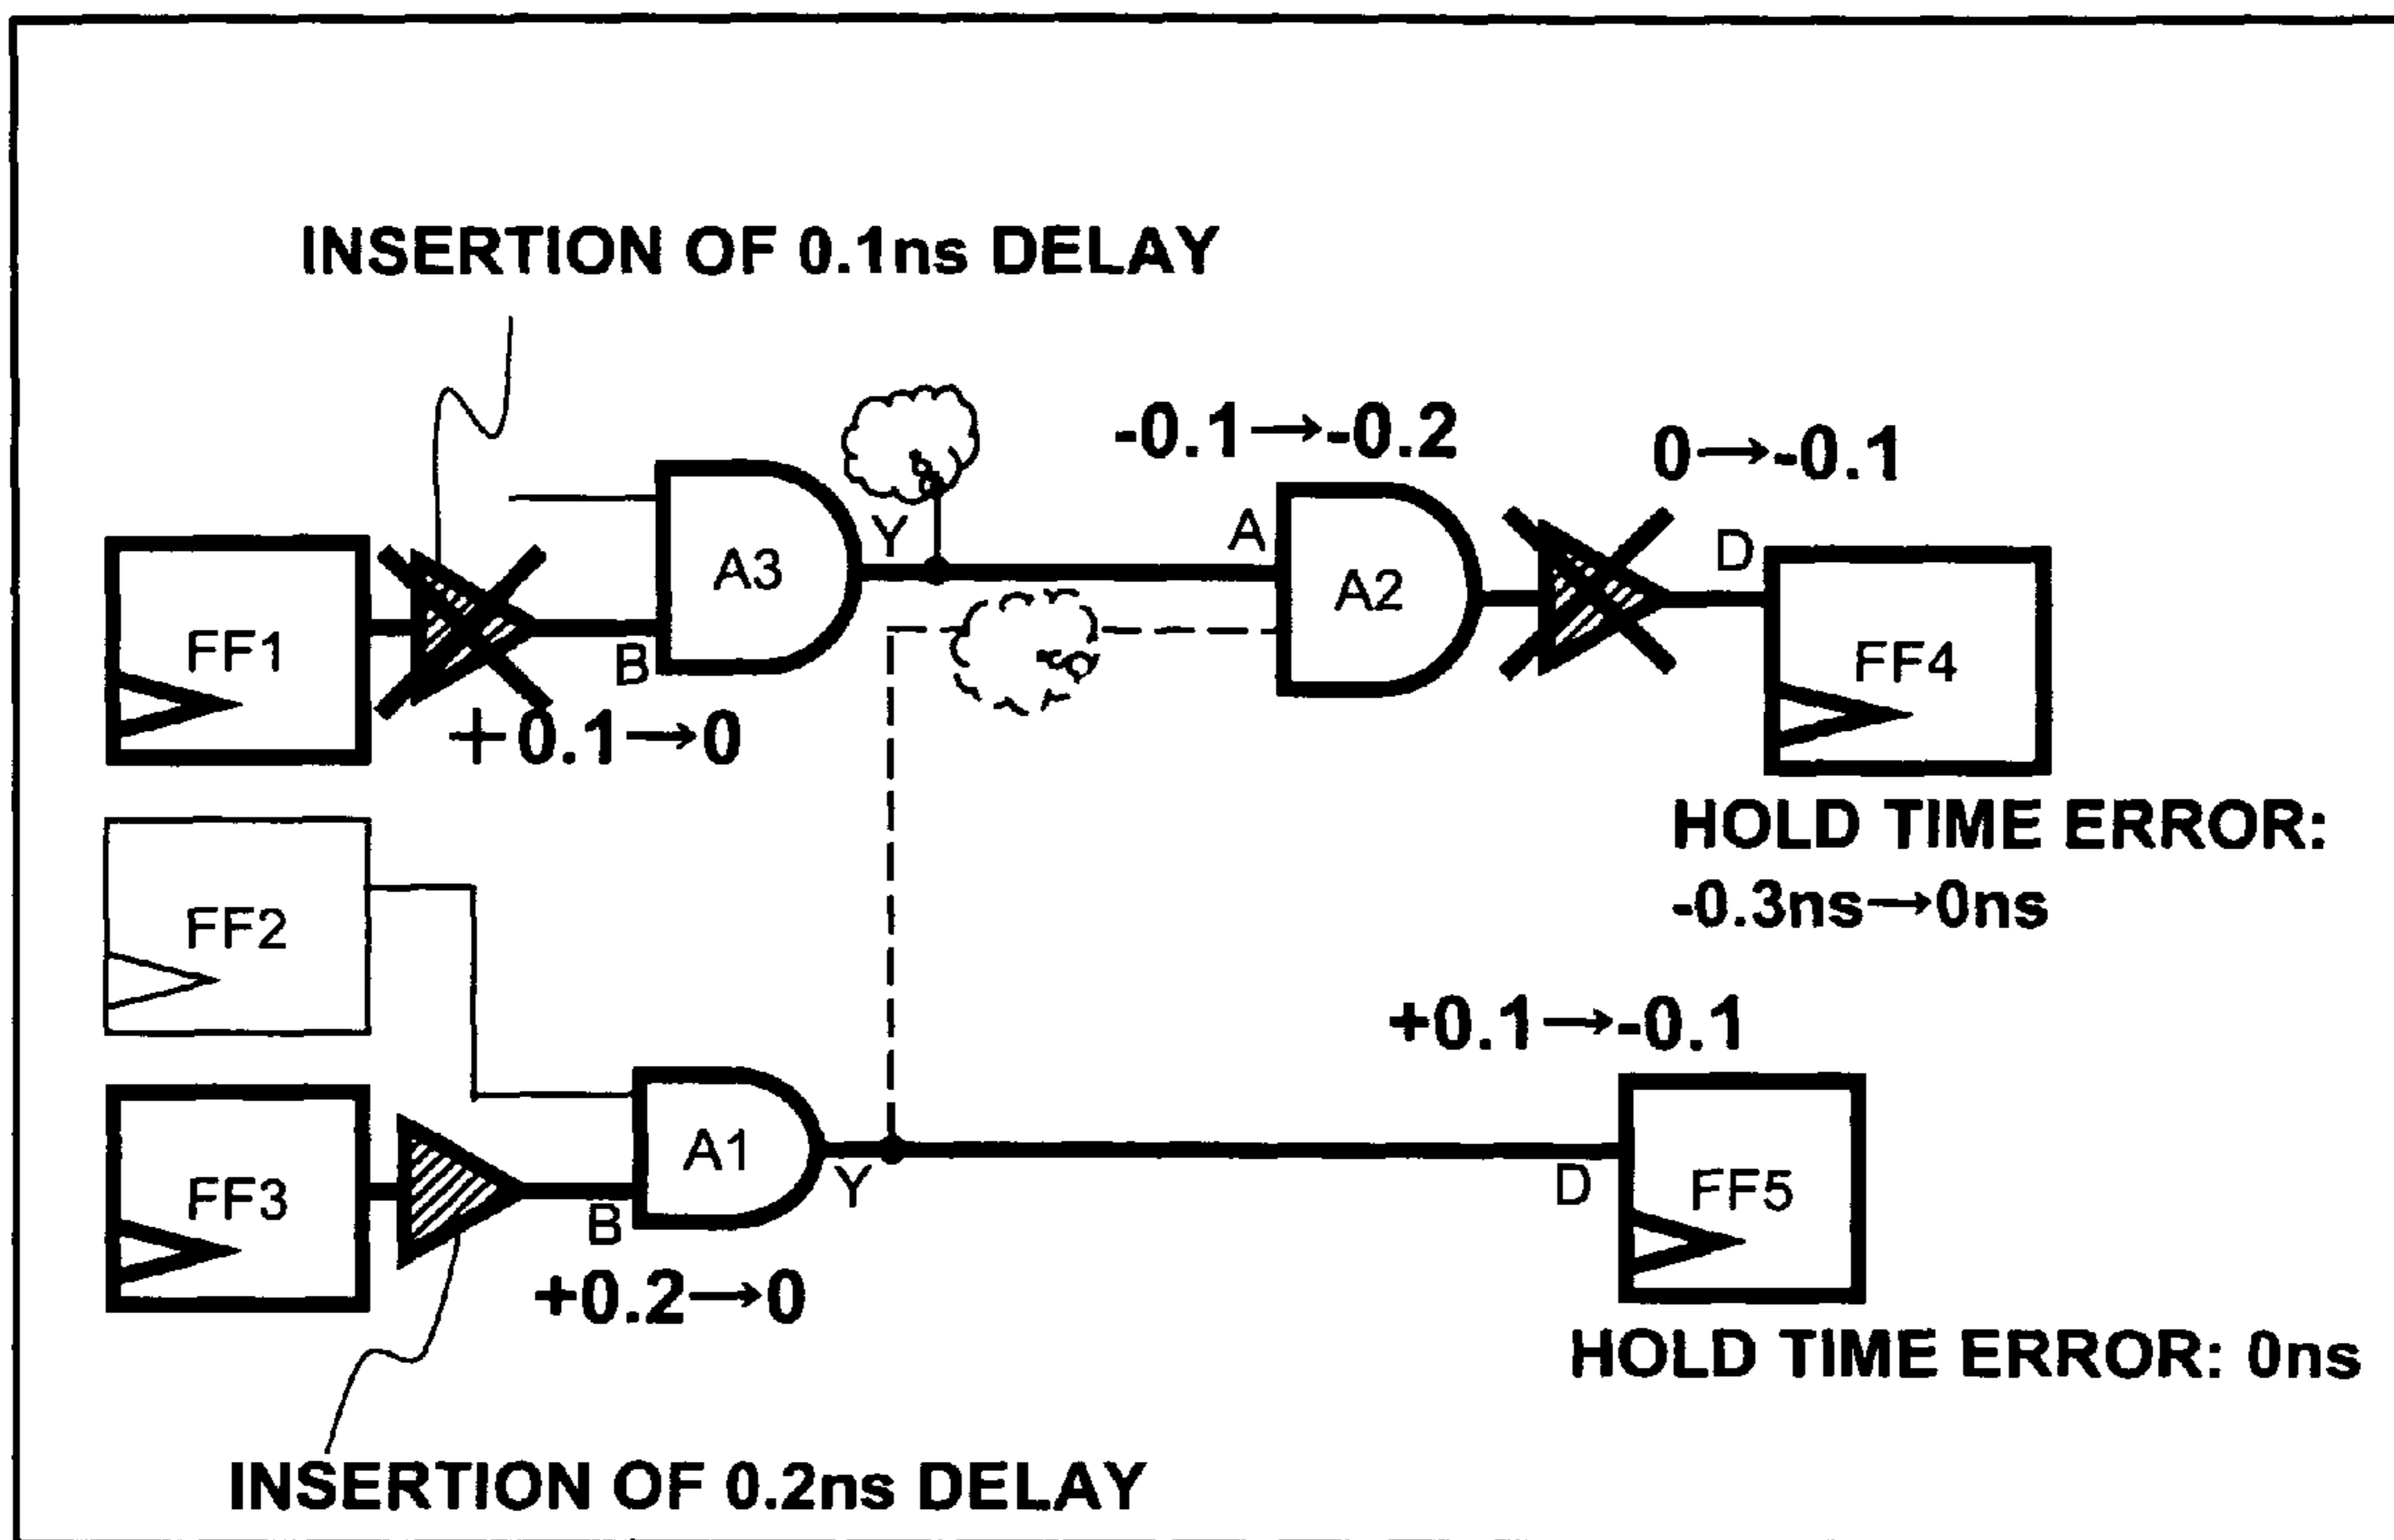 INSERTION OF 0.1ns DELAY
-0.1→-0.2
0→-0.1
Y
A
D
A3
A2
FF1
B
FF4
+0.1→0
HOLD TIME ERROR:
-0.3ns→0ns
FF2
+0.1→-0.1
A1
Y
D
FF5
FF3
B
+0.2→0
HOLD TIME ERROR: 0ns
INSERTION OF 0.2ns DELAY